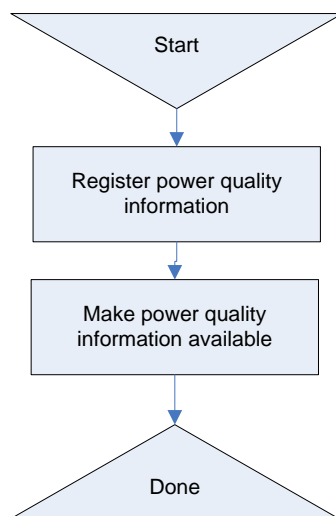 Start
Register power quality
information
Make power quality
information available
Done